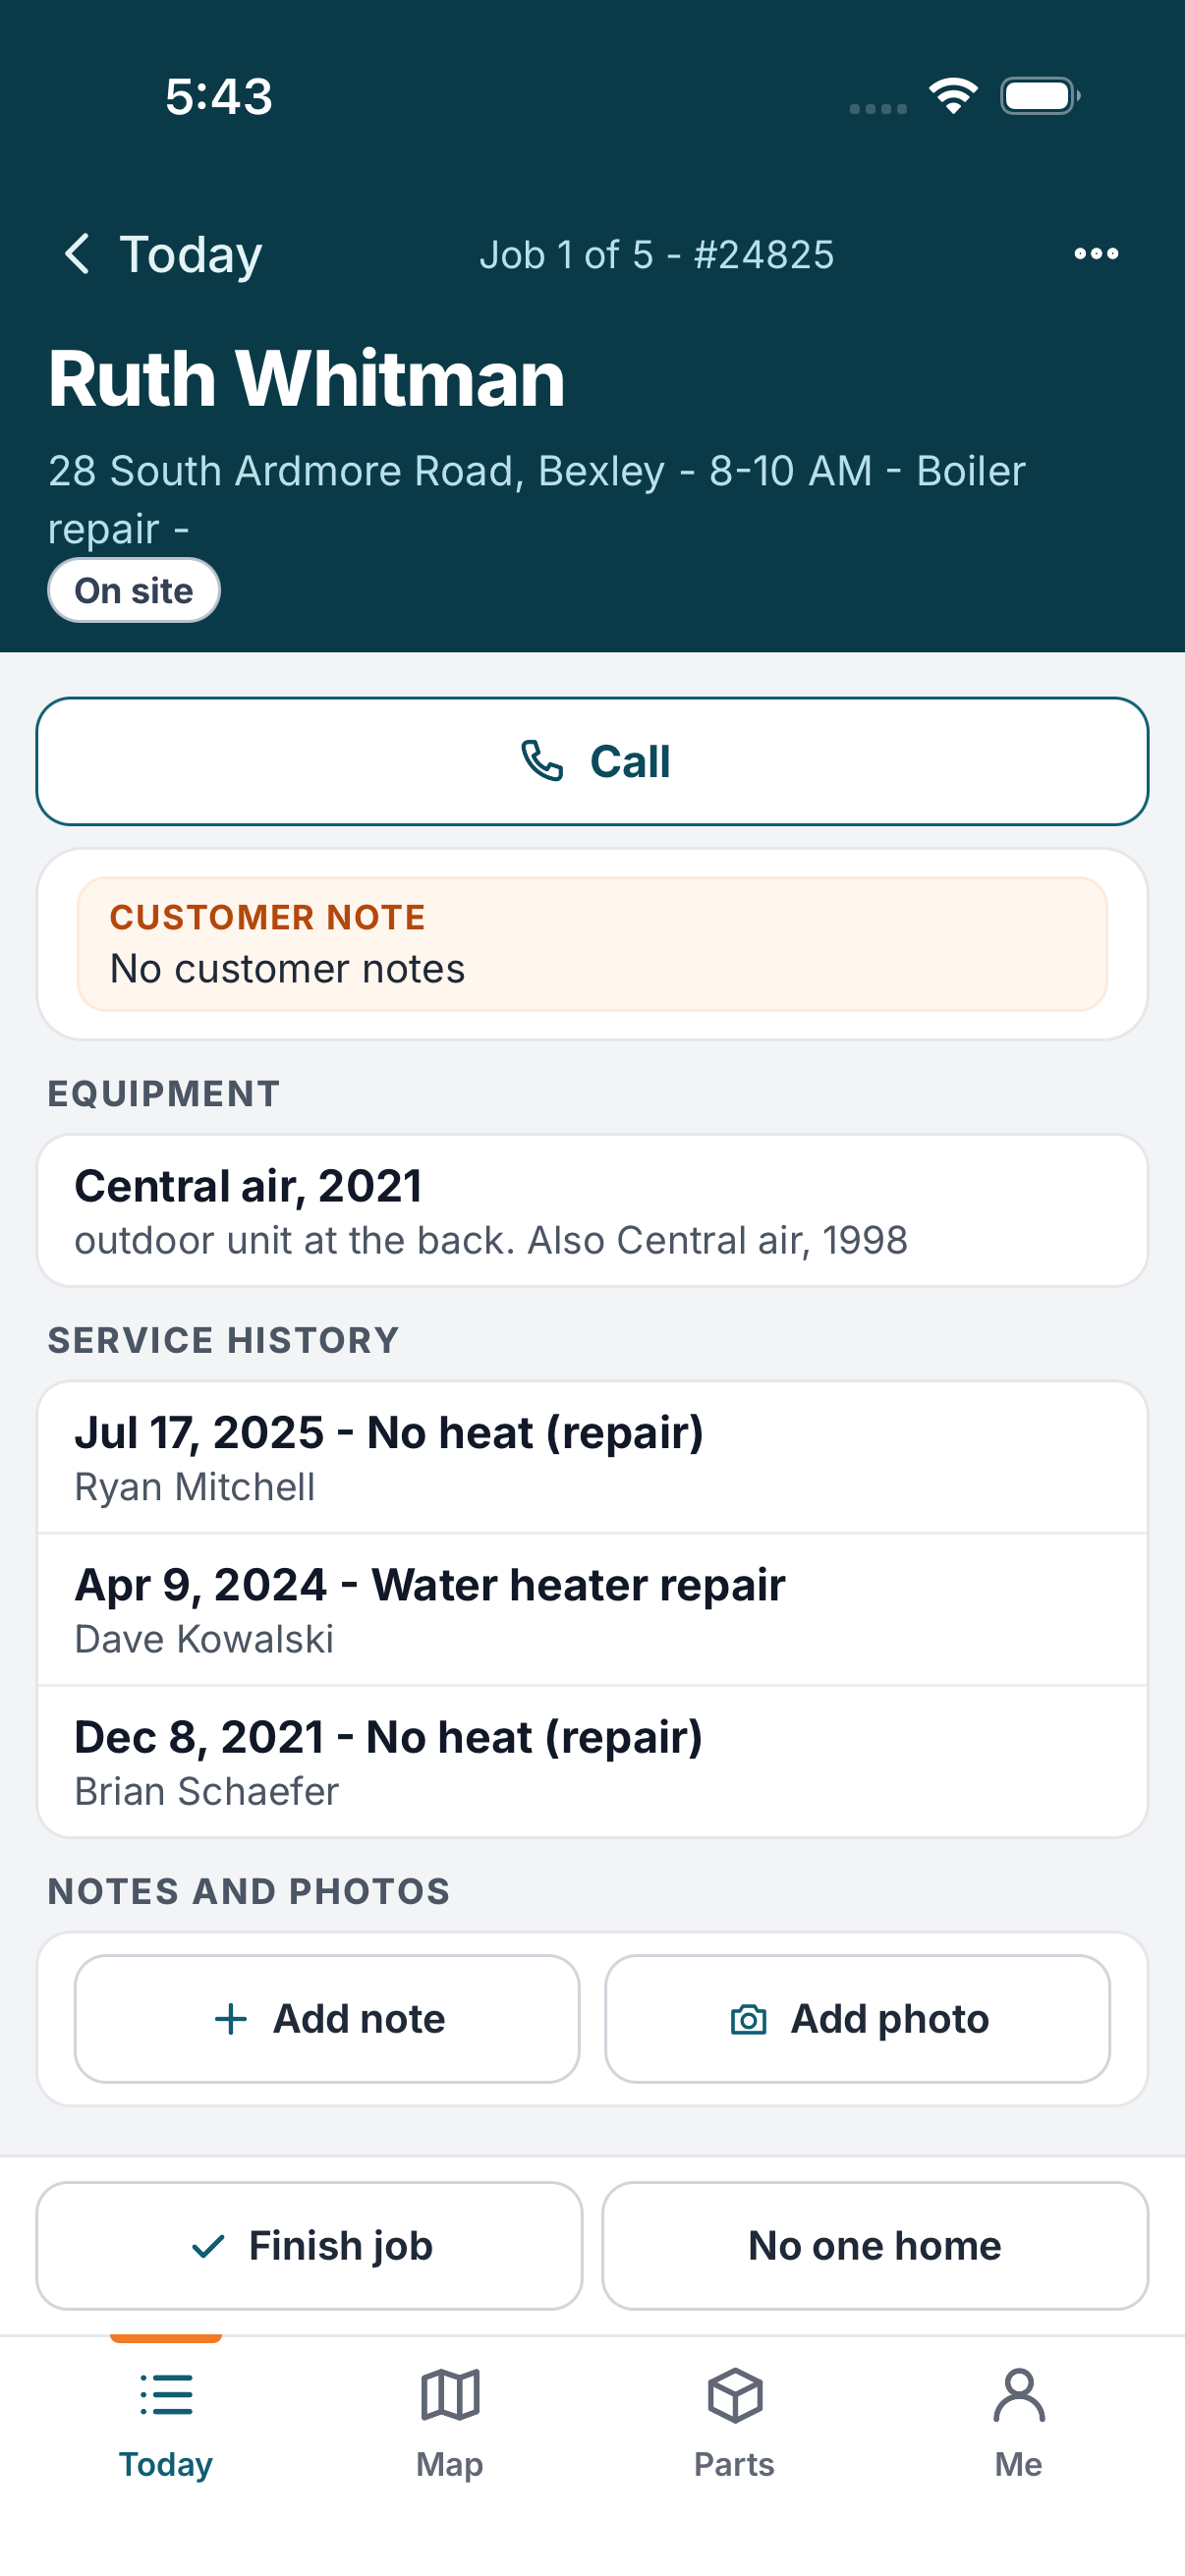 5:43
Today
Job 1 of 5 - #24825
Ruth Whitman
28 South Ardmore Road, Bexley - 8-10 AM - Boiler
repair -
On site
Call
CUSTOMER NOTE
No customer notes
EQUIPMENT
Central air, 2021
outdoor unit at the back. Also Central air, 1998
SERVICE HISTORY
Jul 17, 2025 - No heat (repair)
Ryan Mitchell
Apr 9, 2024 - Water heater repair
Dave Kowalski
Dec 8, 2021 - No heat (repair)
Brian Schaefer
NOTES AND PHOTOS
Add note
Add photo
Finish job
No one home
Today
Map
Parts
Me